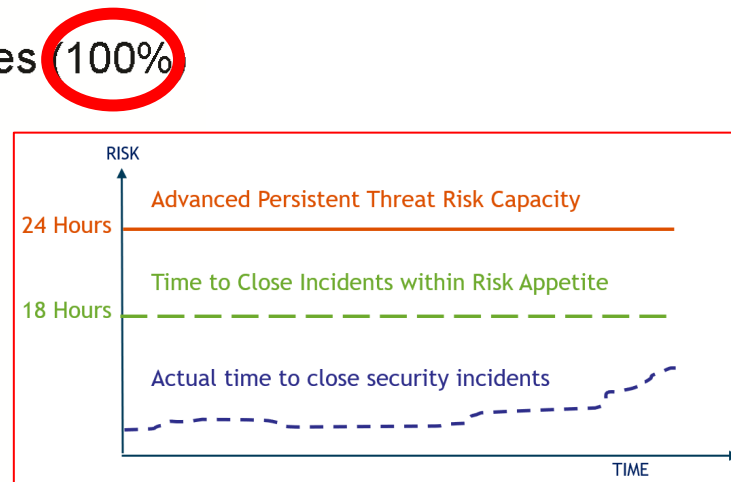 es (100%
RISK
Advanced Persistent Threat Risk Capacity
24 Hours
Time to Close Incidents within Risk Appetite
18 Hours
Actual time to close security incidents
TIME